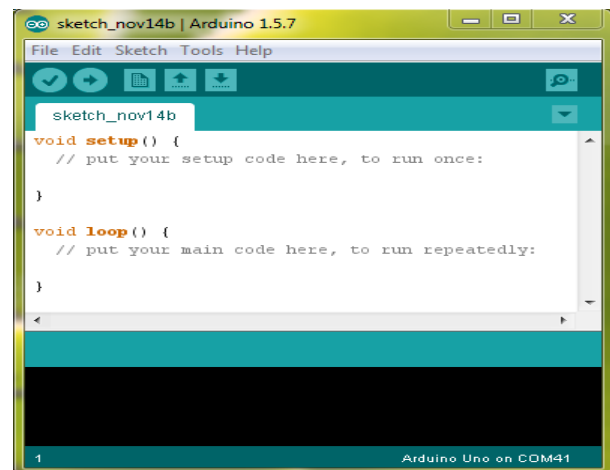 sketch_nov14b | Arduino 1.5.7
File Edit Sketch Tools Help
sketch_nov14b
void setup() {
  // put your setup code here, to run once:
}
void loop() {
  // put your main code here, to run repeatedly:
}
1 Arduino Uno on COM41